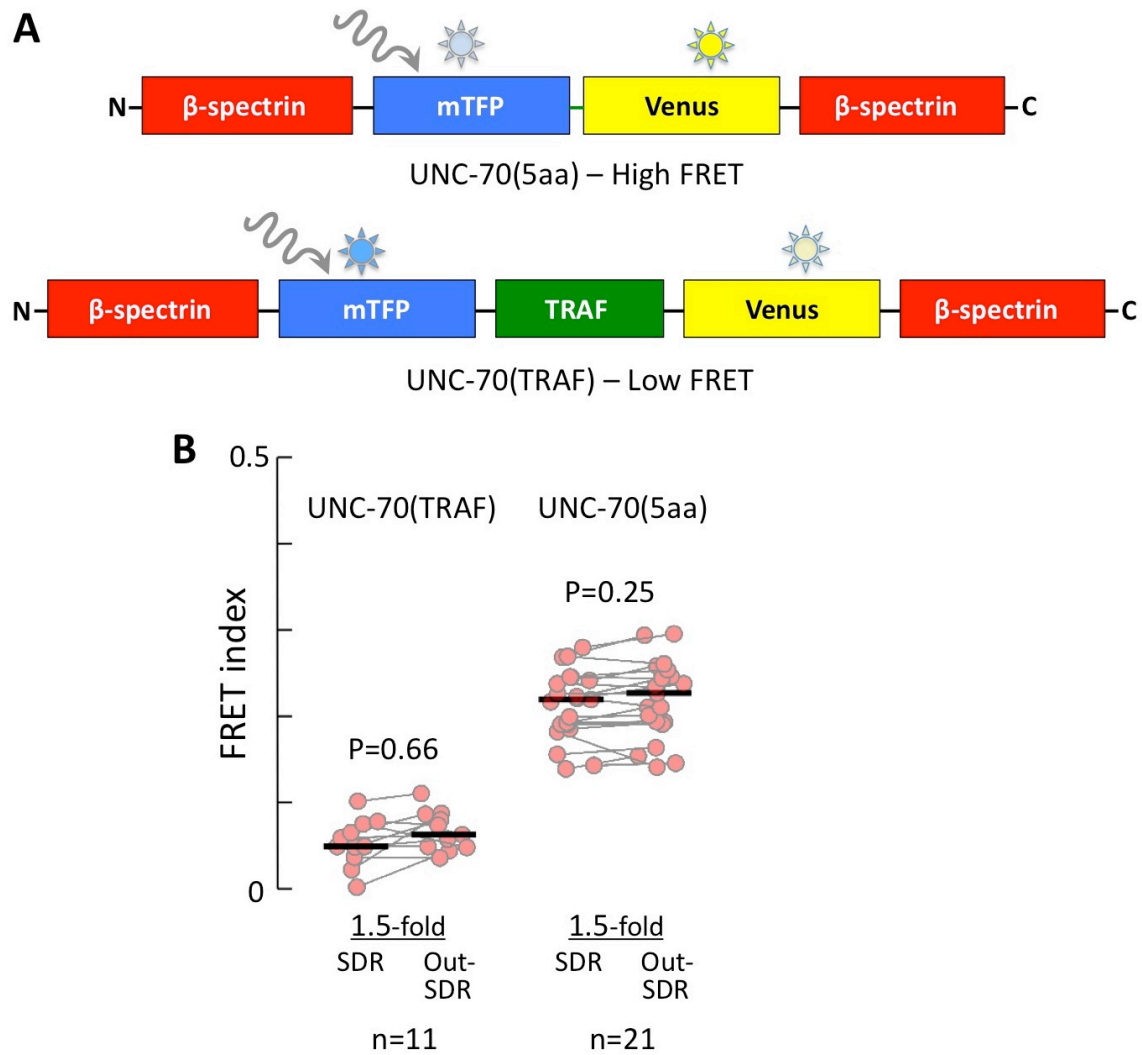 A
N β-spectrin mTFP Venus β-spectrin C
UNC-70(5aa) – High FRET
N β-spectrin mTFP TRAF Venus β-spectrin C
UNC-70(TRAF) – Low FRET
B
0.5
UNC-70(TRAF) UNC-70(5aa)
P=0.25
FRET index
P=0.66
0
1.5-fold 1.5-fold
SDR Out- SDR Out-
SDR SDR
n=11 n=21